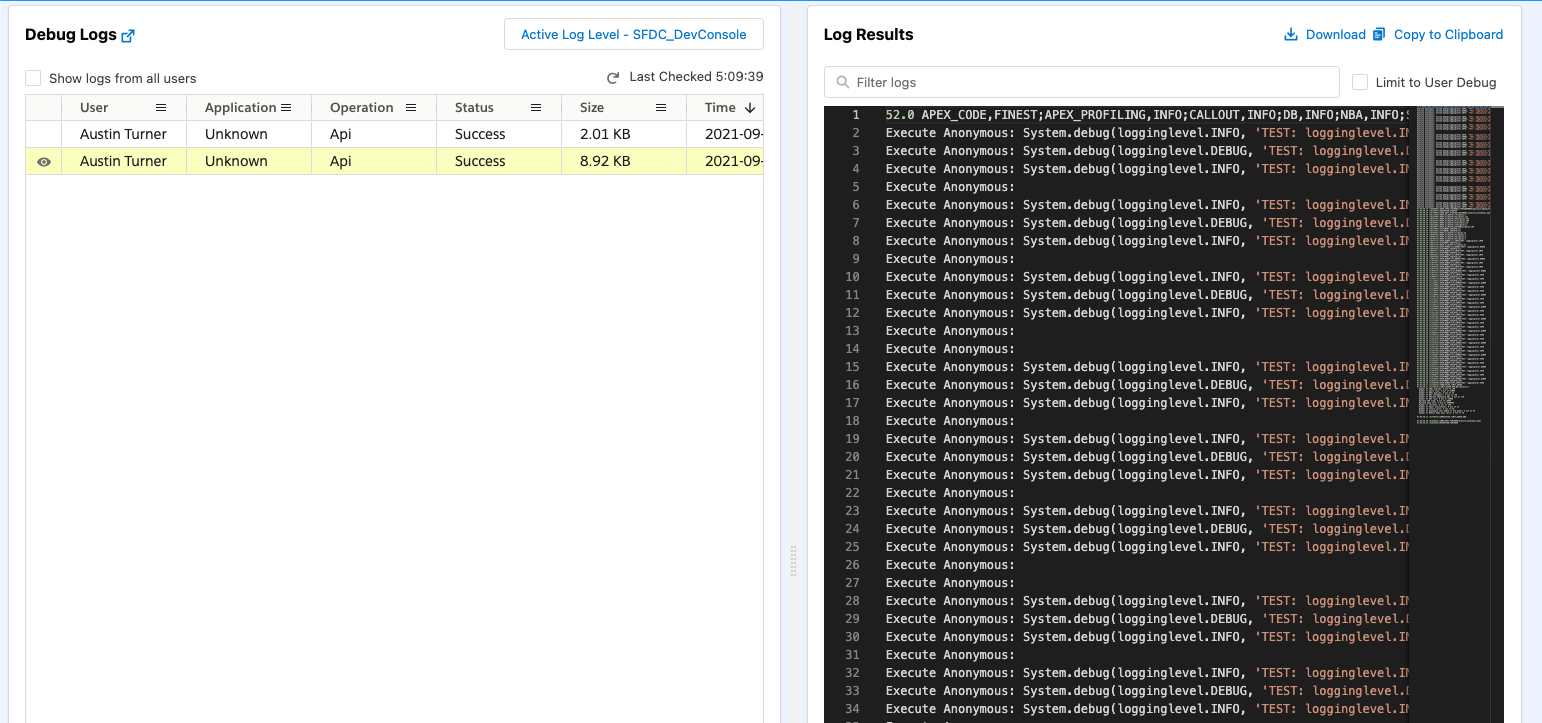 Debug Logs
Active Log Level - SFDC_DevConsole
Show logs from all users
Last Checked 5:09:39
User Application Operation Status Size Time
Austin Turner Unknown Api Success 2.01 KB 2021-09-
Austin Turner Unknown Api Success 8.92 KB 2021-09-
Log Results
Download Copy to Clipboard
Filter logs
Limit to User Debug
1 52.0 APEX_CODE,FINEST;APEX_PROFILING,INFO;CALLOUT,INFO;DB,INFO;NBA,INFO;
2 Execute Anonymous: System.debug(logginglevel.INFO, 'TEST: logginglevel.IN
3 Execute Anonymous: System.debug(logginglevel.DEBUG, 'TEST: logginglevel.D
4 Execute Anonymous: System.debug(logginglevel.INFO, 'TEST: logginglevel.IN
5 Execute Anonymous:
6 Execute Anonymous: System.debug(logginglevel.INFO, 'TEST: logginglevel.IN
7 Execute Anonymous: System.debug(logginglevel.DEBUG, 'TEST: logginglevel.D
8 Execute Anonymous: System.debug(logginglevel.INFO, 'TEST: logginglevel.IN
9 Execute Anonymous:
10 Execute Anonymous: System.debug(logginglevel.INFO, 'TEST: logginglevel.IN
11 Execute Anonymous: System.debug(logginglevel.DEBUG, 'TEST: logginglevel.D
12 Execute Anonymous: System.debug(logginglevel.INFO, 'TEST: logginglevel.IN
13 Execute Anonymous:
14 Execute Anonymous:
15 Execute Anonymous: System.debug(logginglevel.INFO, 'TEST: logginglevel.IN
16 Execute Anonymous: System.debug(logginglevel.DEBUG, 'TEST: logginglevel.D
17 Execute Anonymous: System.debug(logginglevel.INFO, 'TEST: logginglevel.IN
18 Execute Anonymous:
19 Execute Anonymous: System.debug(logginglevel.INFO, 'TEST: logginglevel.IN
20 Execute Anonymous: System.debug(logginglevel.DEBUG, 'TEST: logginglevel.D
21 Execute Anonymous: System.debug(logginglevel.INFO, 'TEST: logginglevel.IN
22 Execute Anonymous:
23 Execute Anonymous: System.debug(logginglevel.INFO, 'TEST: logginglevel.IN
24 Execute Anonymous: System.debug(logginglevel.DEBUG, 'TEST: logginglevel.D
25 Execute Anonymous: System.debug(logginglevel.INFO, 'TEST: logginglevel.IN
26 Execute Anonymous:
27 Execute Anonymous:
28 Execute Anonymous: System.debug(logginglevel.INFO, 'TEST: logginglevel.IN
29 Execute Anonymous: System.debug(logginglevel.DEBUG, 'TEST: logginglevel.D
30 Execute Anonymous: System.debug(logginglevel.INFO, 'TEST: logginglevel.IN
31 Execute Anonymous:
32 Execute Anonymous: System.debug(logginglevel.INFO, 'TEST: logginglevel.IN
33 Execute Anonymous: System.debug(logginglevel.DEBUG, 'TEST: logginglevel.D
34 Execute Anonymous: System.debug(logginglevel.INFO, 'TEST: logginglevel.IN